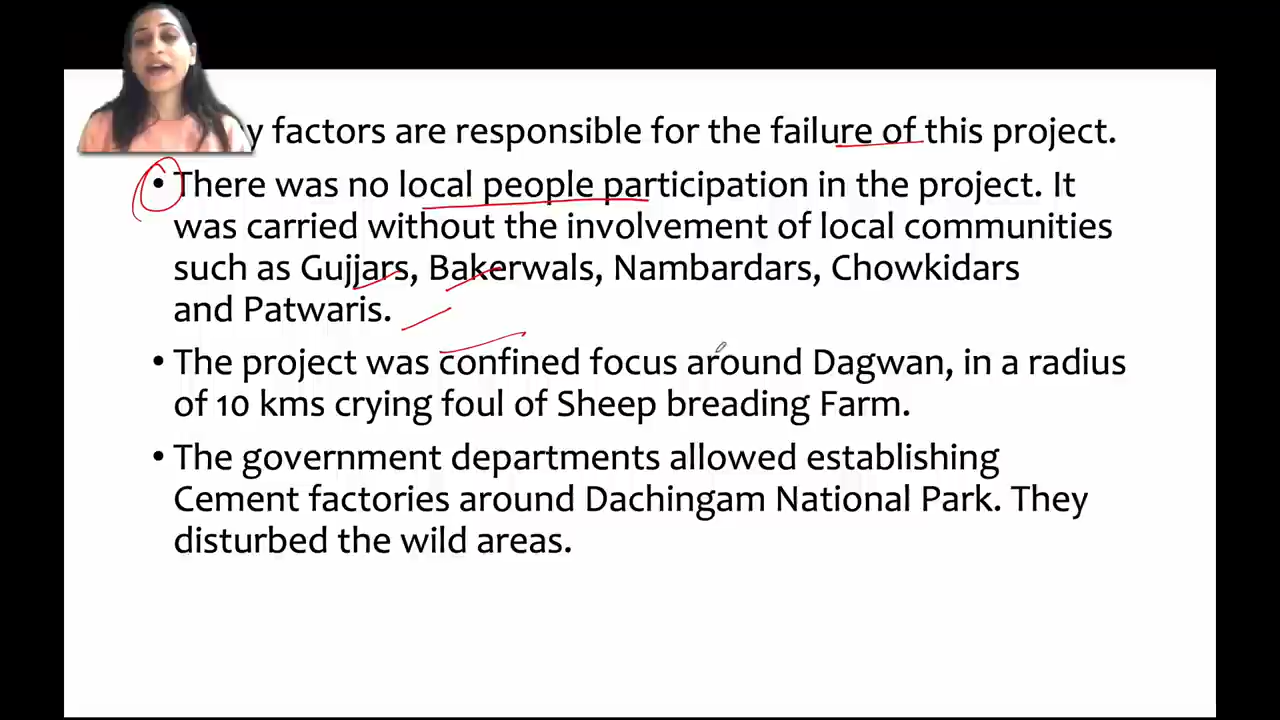 y factors are responsible for the failure of this project.
• There was no local people participation in the project. It
was carried without the involvement of local communities
such as Gujjars, Bakerwals, Nambardars, Chowkidars
and Patwaris.
• The project was confined focus around Dagwan, in a radius
of 10 kms crying foul of Sheep breading Farm.
• The government departments allowed establishing
Cement factories around Dachingam National Park. They
disturbed the wild areas.